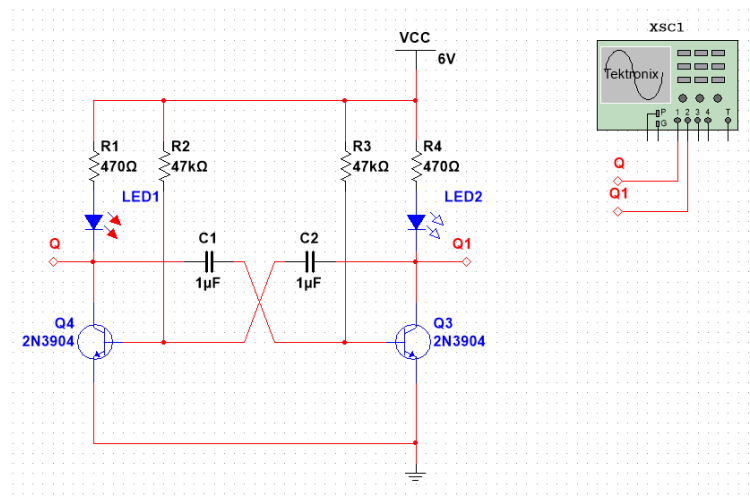 XSC1
VCC
6V
Tektronix
P
G
1 2 3 4 T
R1
470Ω
R2
47kΩ
R3
47kΩ
R4
470Ω
LED1
LED2
Q
Q1
Q
C1
1µF
C2
1µF
Q1
Q4
2N3904
Q3
2N3904